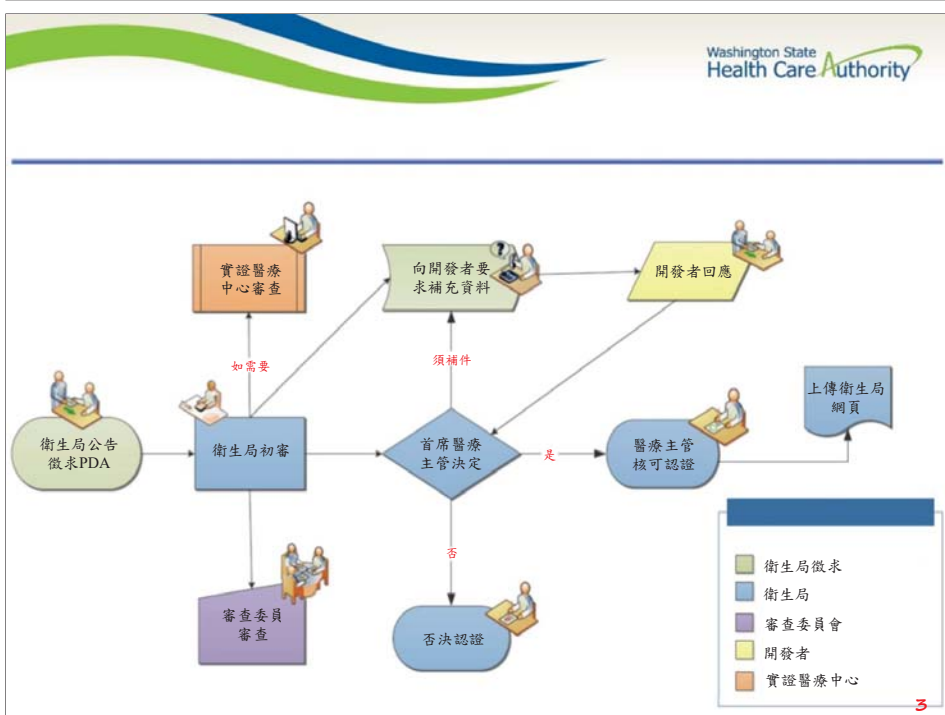 Washington State
Health Care Authority
實證醫療
中心審查
向開發者要
求補充資料
?
開發者回應
如需要
須補件
上傳衛生局
網頁
衛生局公告
徵求PDA
衛生局初審
首席醫療
主管決定
是
醫療主管
核可認證
否
審查委員
審查
否決認證
衛生局徵求
衛生局
審查委員會
開發者
實證醫療中心
3